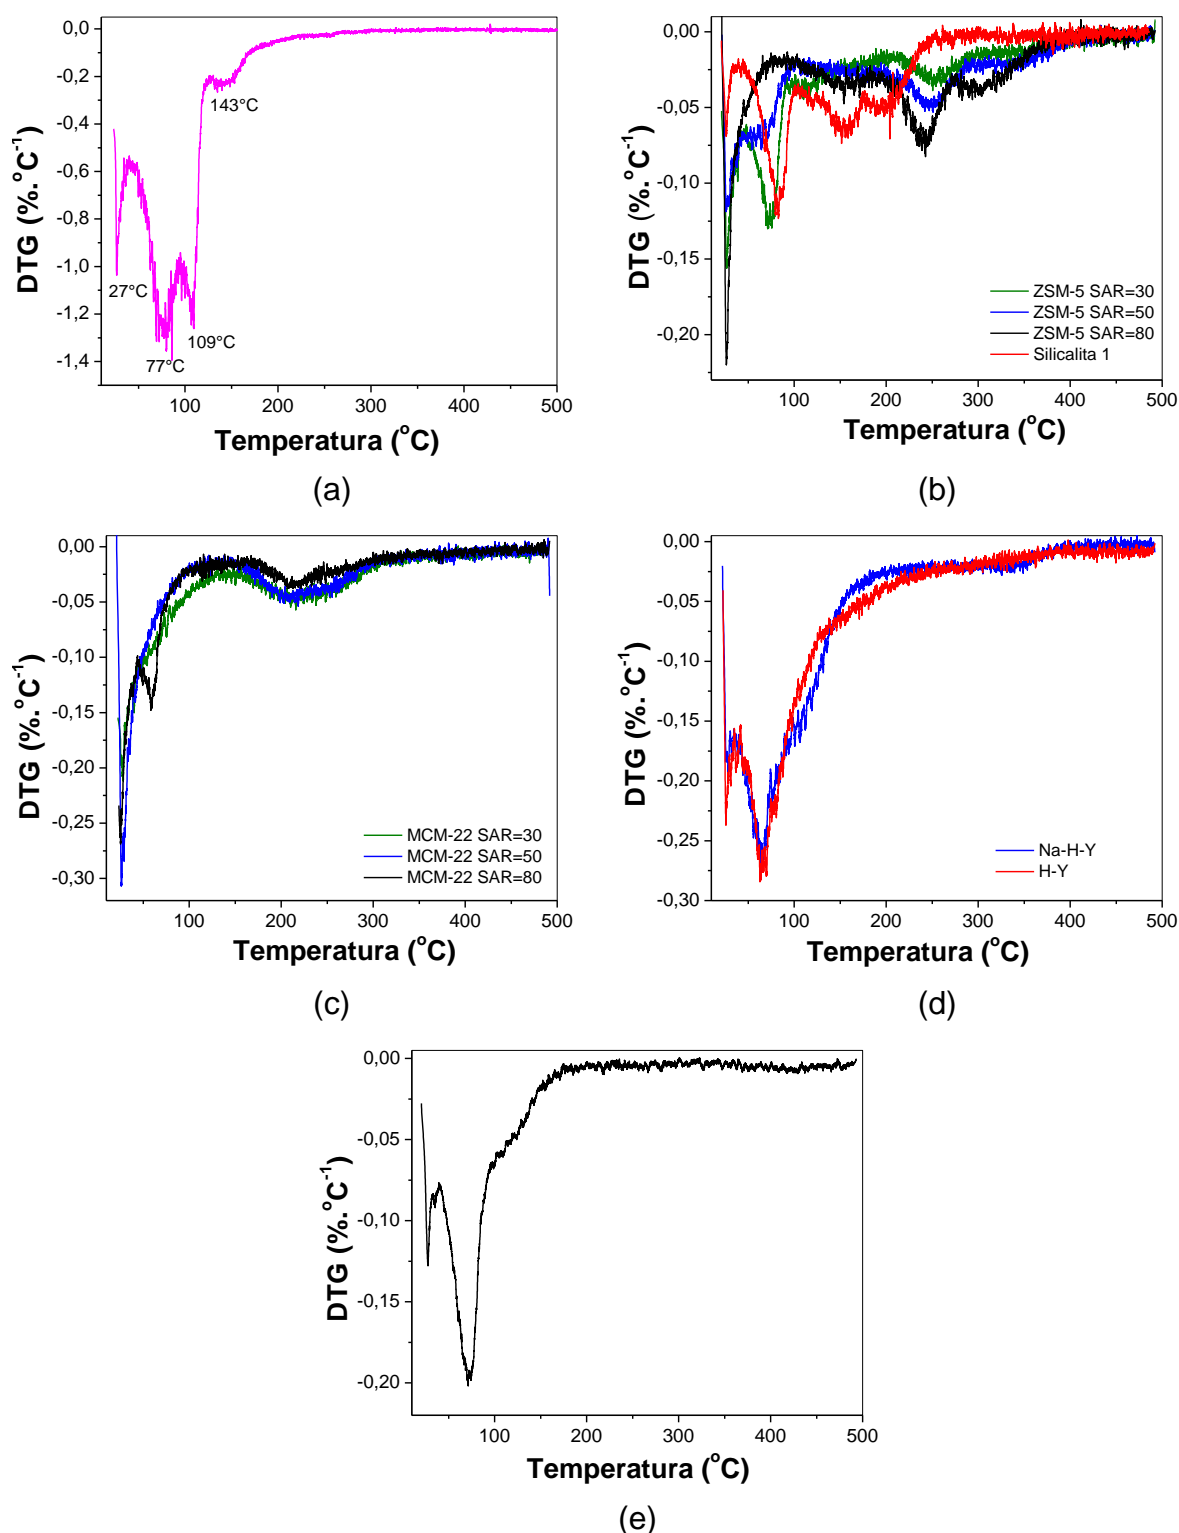 0,0
-0,2
-0,4
-0,6
-0,8
-1,0
-1,2
-1,4
DTG (%.°C⁻¹)
143°C
27°C
109°C
77°C
100 200 300 400 500
Temperatura (°C)
(a)
0,00
-0,05
-0,10
-0,15
-0,20
DTG (%.°C⁻¹)
ZSM-5 SAR=30
ZSM-5 SAR=50
ZSM-5 SAR=80
Silicalita 1
100 200 300 400 500
Temperatura (°C)
(b)
0,00
-0,05
-0,10
-0,15
-0,20
-0,25
-0,30
DTG (%.°C⁻¹)
MCM-22 SAR=30
MCM-22 SAR=50
MCM-22 SAR=80
100 200 300 400 500
Temperatura (°C)
(c)
0,00
-0,05
-0,10
-0,15
-0,20
-0,25
-0,30
DTG (%.°C⁻¹)
Na-H-Y
H-Y
100 200 300 400 500
Temperatura (°C)
(d)
0,00
-0,05
-0,10
-0,15
-0,20
DTG (%.°C⁻¹)
100 200 300 400 500
Temperatura (°C)
(e)